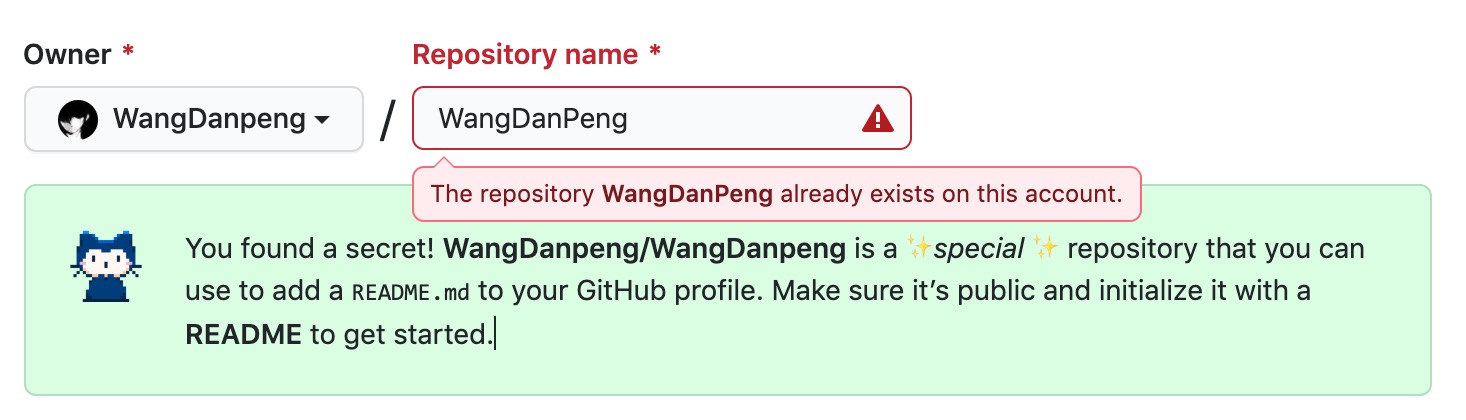 Owner *
Repository name *
WangDanpeng
/
WangDanPeng
The repository WangDanPeng already exists on this account.
You found a secret! WangDanpeng/WangDanpeng is a ✨special ✨ repository that you can
use to add a README.md to your GitHub profile. Make sure it’s public and initialize it with a
README to get started.